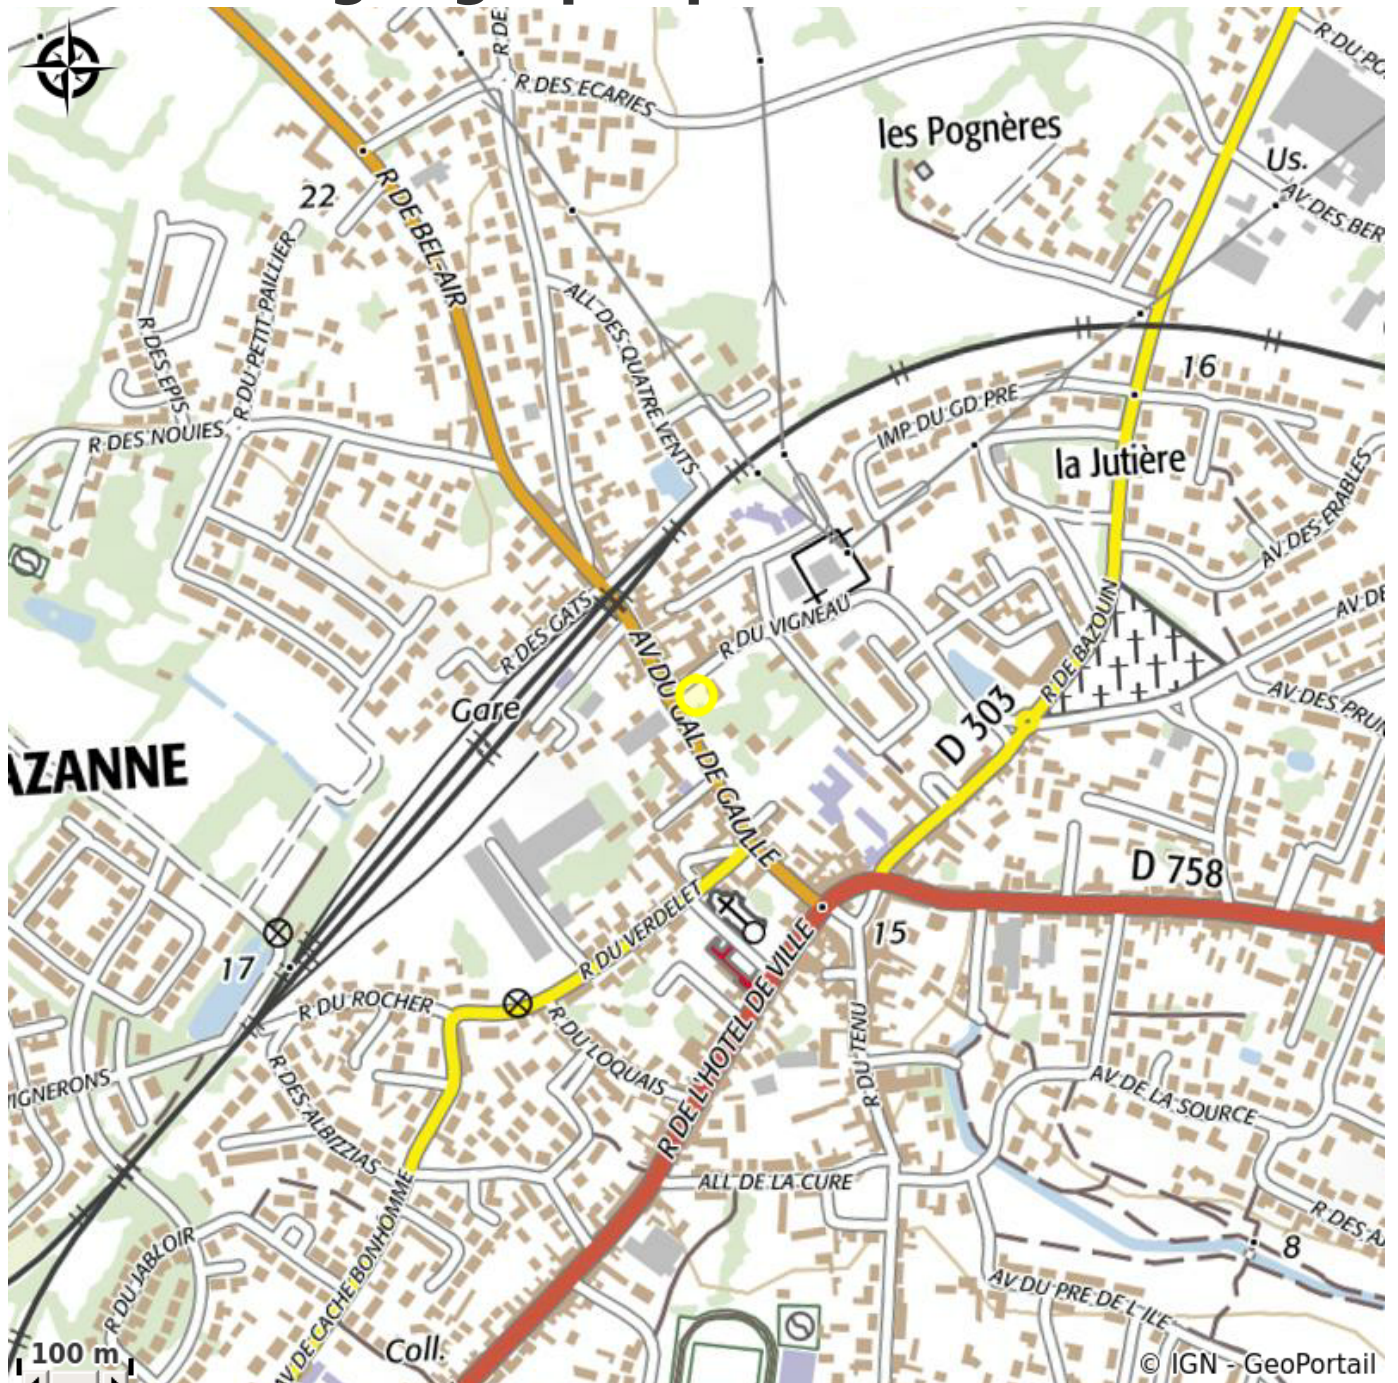 R DES ECARIES
R DU PO
les Pognères
Us.
22
R DE BEL-AIR
AV DES BER
R DU PETIT PAILLIER
ALL DES QUATRE VENTS
R DES EPIS
16
IMP DU GD PRE
R DES NOUIES
la Jutière
AV DES ERABLES
R DES GATS
R DU VIGNEAU
R DE BAZOUIN
AV DE
AV DU GAL DE GAULLE
Gare
D 303
AV DES PRUN
AZANNE
D 758
R DU VERDELET
15
17
R DE L'HOTEL DE VILLE
R DU ROCHER
R DU LOQUAIS
R DU TENU
VIGNERONS
R DES ALBIZZIAS
AV DE LA SOURCE
ALL DE LA CURE
R DU JABLOIR
R DES A
8
AV DE CACHE BONHOMME
AV DU PRE DE L ILE
Coll.
100 m
© IGN - GeoPortail